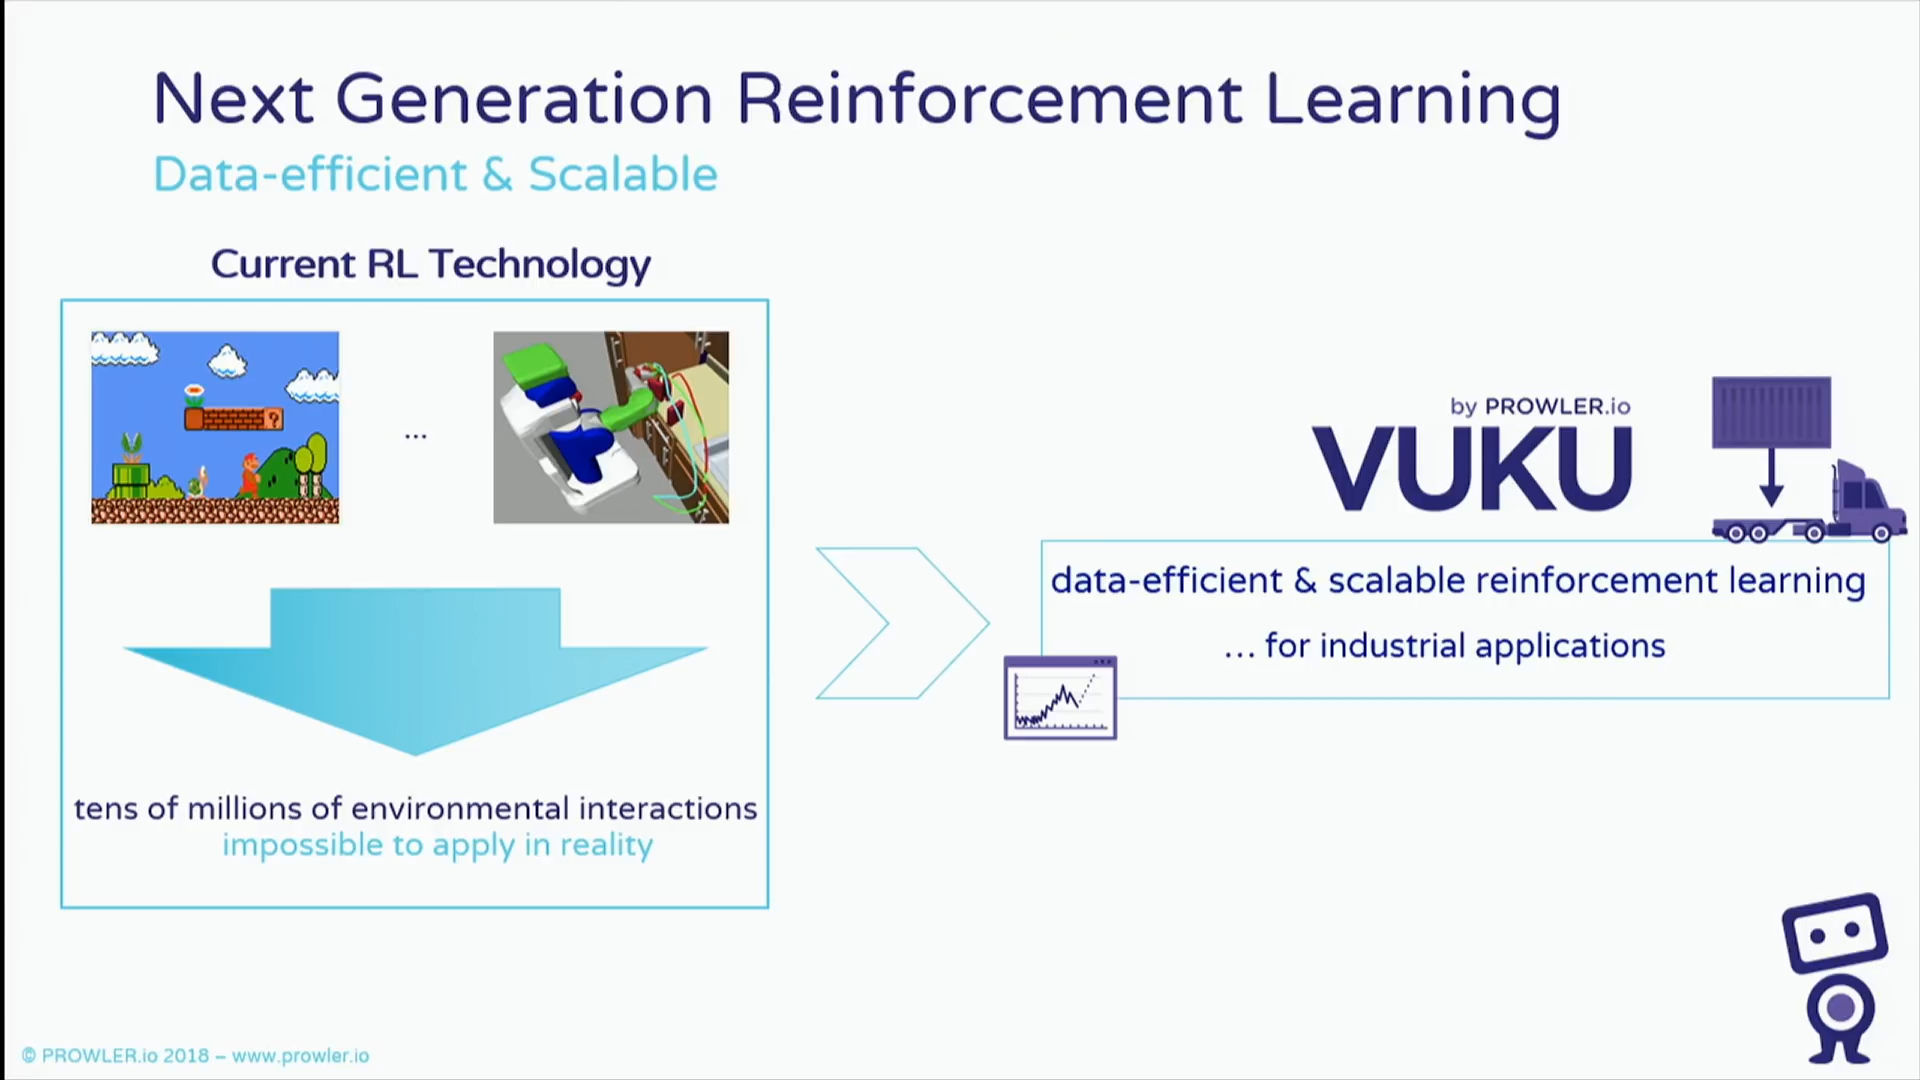 Next Generation Reinforcement Learning
Data-efficient & Scalable
Current RL Technology
?
...
tens of millions of environmental interactions
impossible to apply in reality
by PROWLER.io
VUKU
data-efficient & scalable reinforcement learning
... for industrial applications
© PROWLER.io 2018 – www.prowler.io